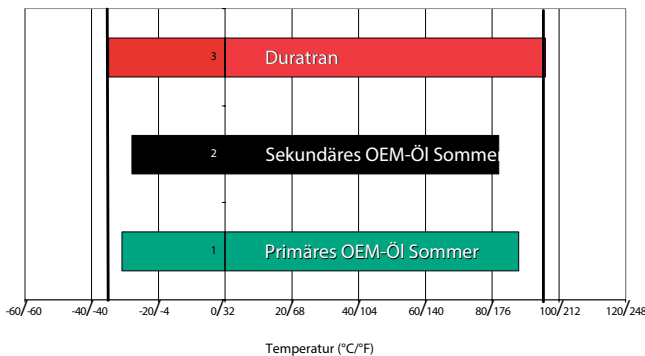 3 Duratran
2 Sekundäres OEM-Öl Sommer
1 Primäres OEM-Öl Sommer
-60/-60 -40/-40 -20/-4 0/32 20/68 40/104 60/140 80/176 100/212 120/248
Temperatur (°C/°F)